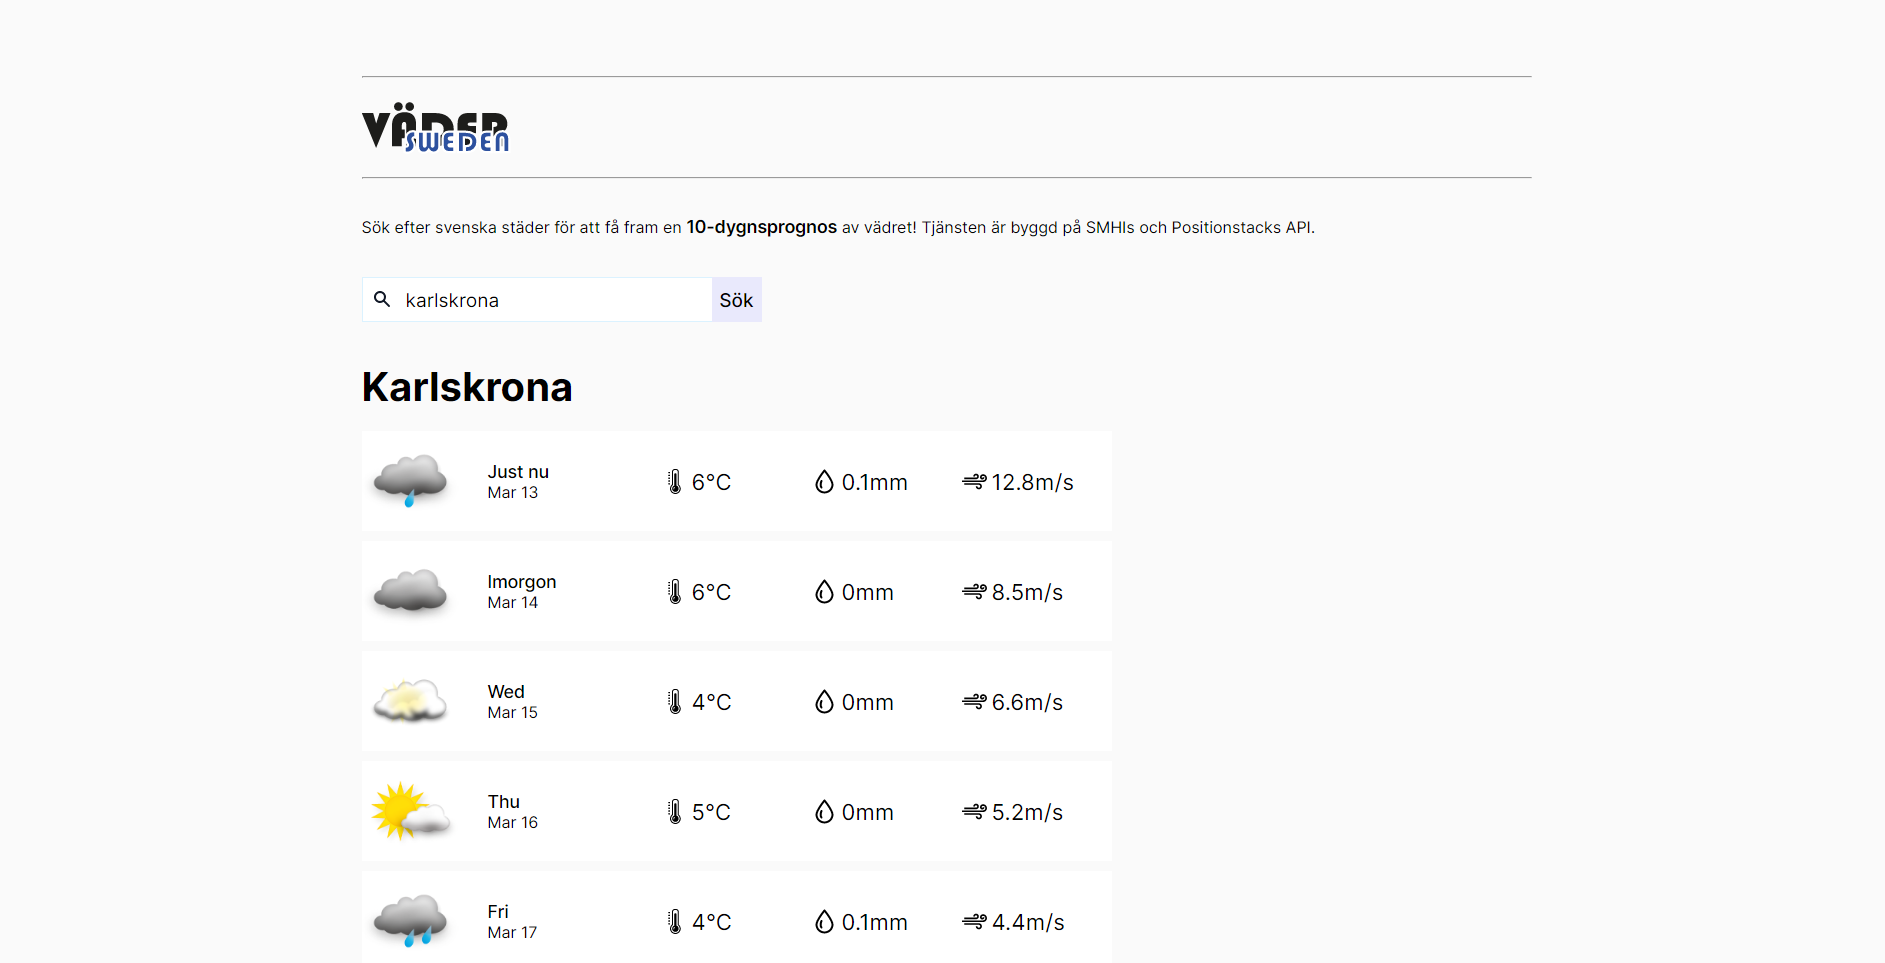 VÄDER
SWEDEN
Sök efter svenska städer för att få fram en 10-dygnsprognos av vädret! Tjänsten är byggd på SMHIs och Positionstacks API.
karlskrona Sök
Karlskrona
Just nu
Mar 13
6°C 0.1mm 12.8m/s
Imorgon
Mar 14
6°C 0mm 8.5m/s
Wed
Mar 15
4°C 0mm 6.6m/s
Thu
Mar 16
5°C 0mm 5.2m/s
Fri
Mar 17
4°C 0.1mm 4.4m/s